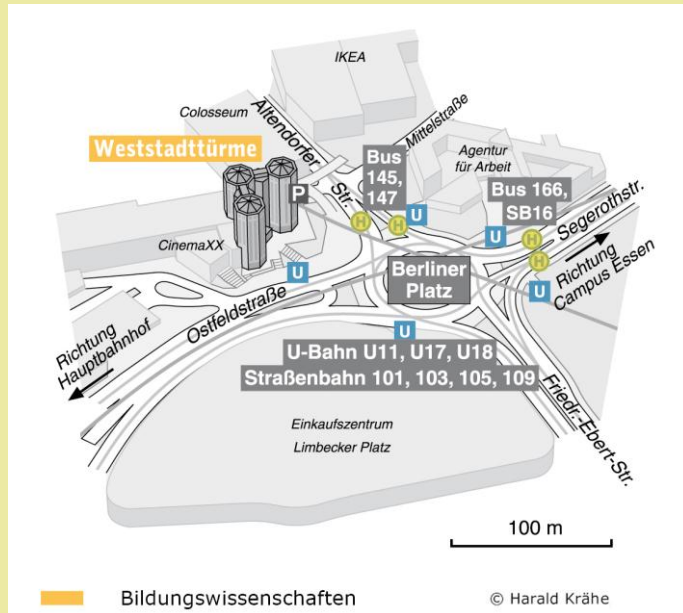 IKEA
Colosseum
Altendorfer
Str.
Mittelstraße
Weststadttürme
Bus
145,
147
Agentur
für Arbeit
Bus 166,
SB16
P
H
H
U
U
H
H
Segerothstr.
CinemaXX
U
Berliner
Platz
Richtung
Campus Essen
U
Ostfeldstraße
Richtung
Hauptbahnhof
U
U-Bahn U11, U17, U18
Straßenbahn 101, 103, 105, 109
Friedr.-Ebert-Str.
Einkaufszentrum
Limbecker Platz
100 m
Bildungswissenschaften
© Harald Krähe